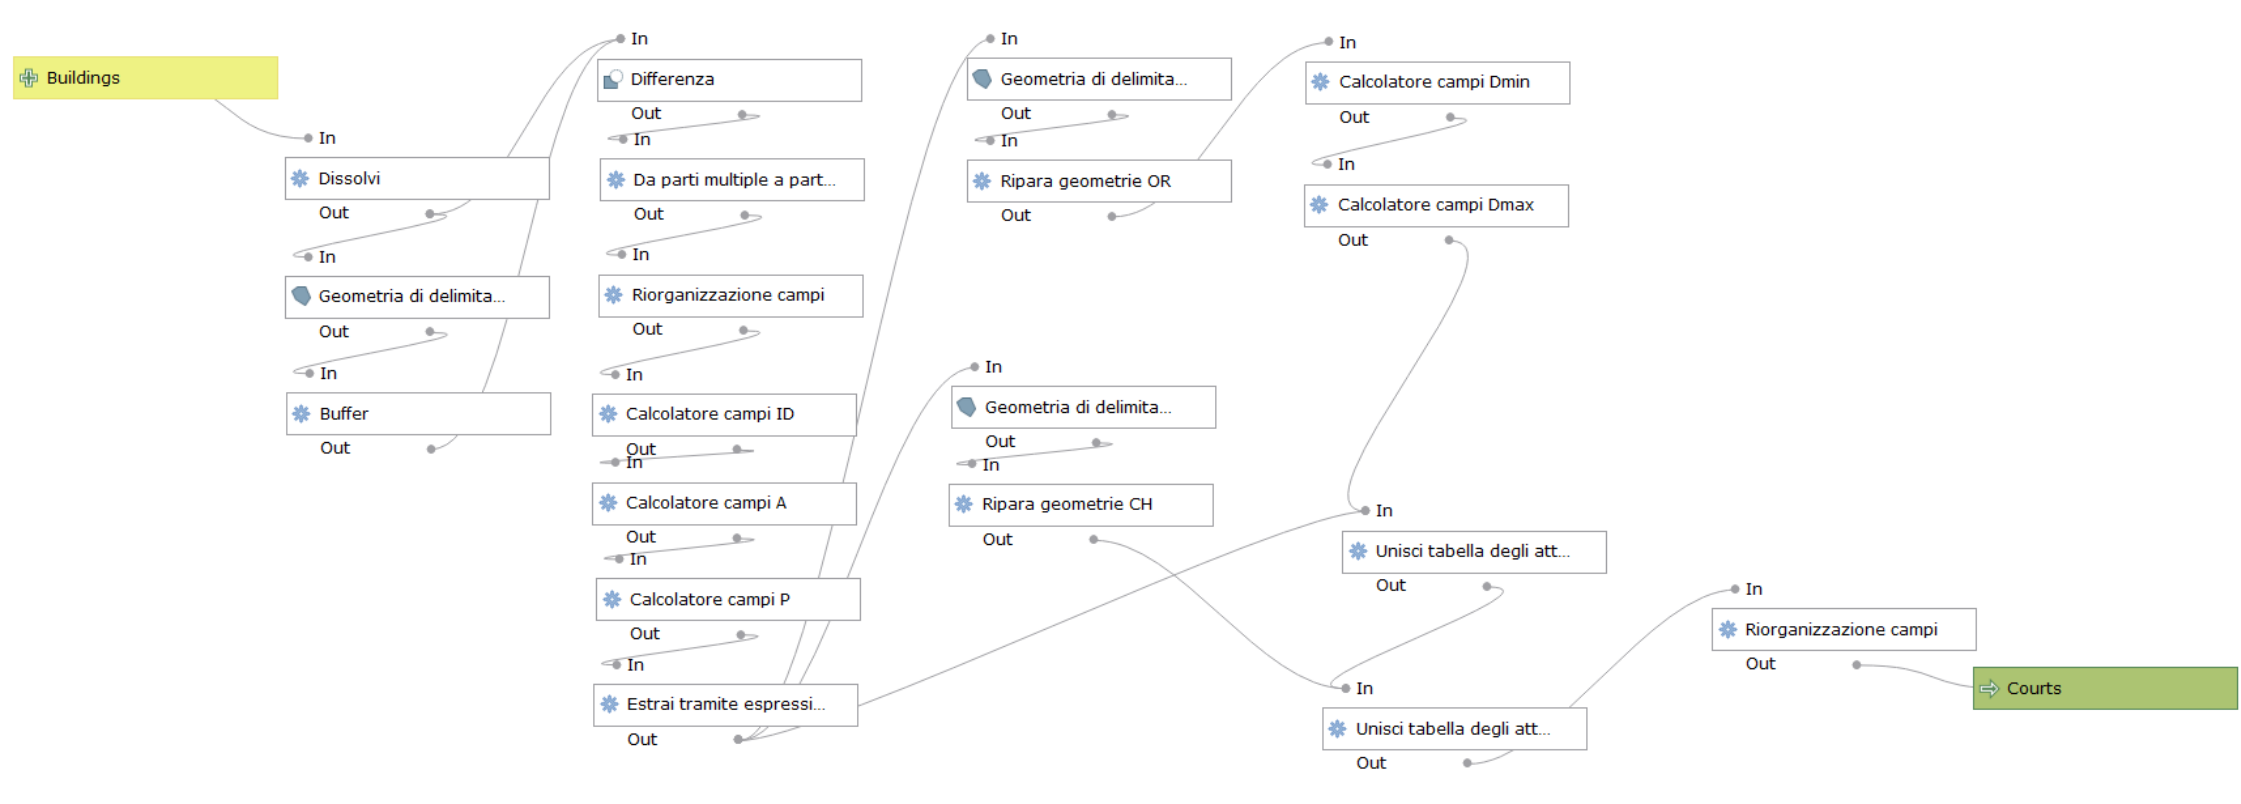 Buildings
In
Dissolvi
Out
In
Geometria di delimita...
Out
In
Buffer
Out
In
Differenza
Out
In
Da parti multiple a part...
Out
In
Riorganizzazione campi
Out
In
Calcolatore campi ID
Out
In
Calcolatore campi A
Out
In
Calcolatore campi P
Out
In
Estrai tramite espressi...
Out
In
Geometria di delimita...
Out
In
Ripara geometrie OR
Out
In
Geometria di delimita...
Out
In
Ripara geometrie CH
Out
In
Calcolatore campi Dmin
Out
In
Calcolatore campi Dmax
Out
In
Unisci tabella degli att...
Out
In
Unisci tabella degli att...
Out
In
Riorganizzazione campi
Out
Courts